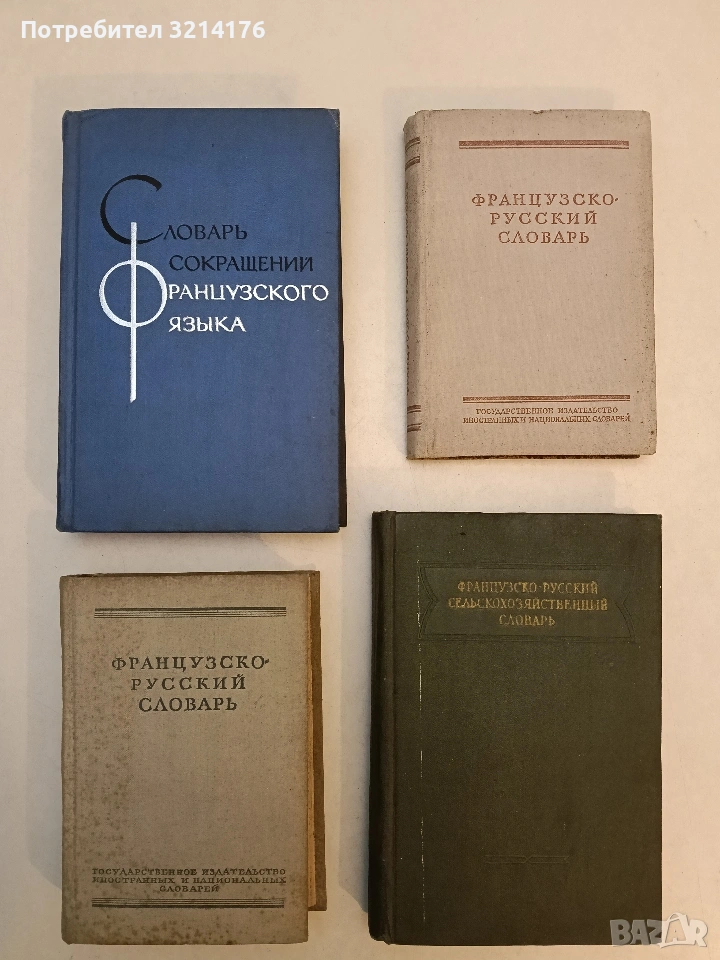 Потребител 3214176
Словарь
сокращений
французского
языка
ФРАНЦУЗСКО-
РУССКИЙ
СЛОВАРЬ
ГОСУДАРСТВЕННОЕ ИЗДАТЕЛЬСТВО
ИНОСТРАННЫХ И НАЦИОНАЛЬНЫХ СЛОВАРЕЙ
ФРАНЦУЗСКО-
РУССКИЙ
СЛОВАРЬ
ГОСУДАРСТВЕННОЕ ИЗДАТЕЛЬСТВО
ИНОСТРАННЫХ И НАЦИОНАЛЬНЫХ
СЛОВАРЕЙ
ФРАНЦУЗСКО-РУССКИЙ
СЕЛЬСКОХОЗЯЙСТВЕННЫЙ
СЛОВАРЬ
BAZAR